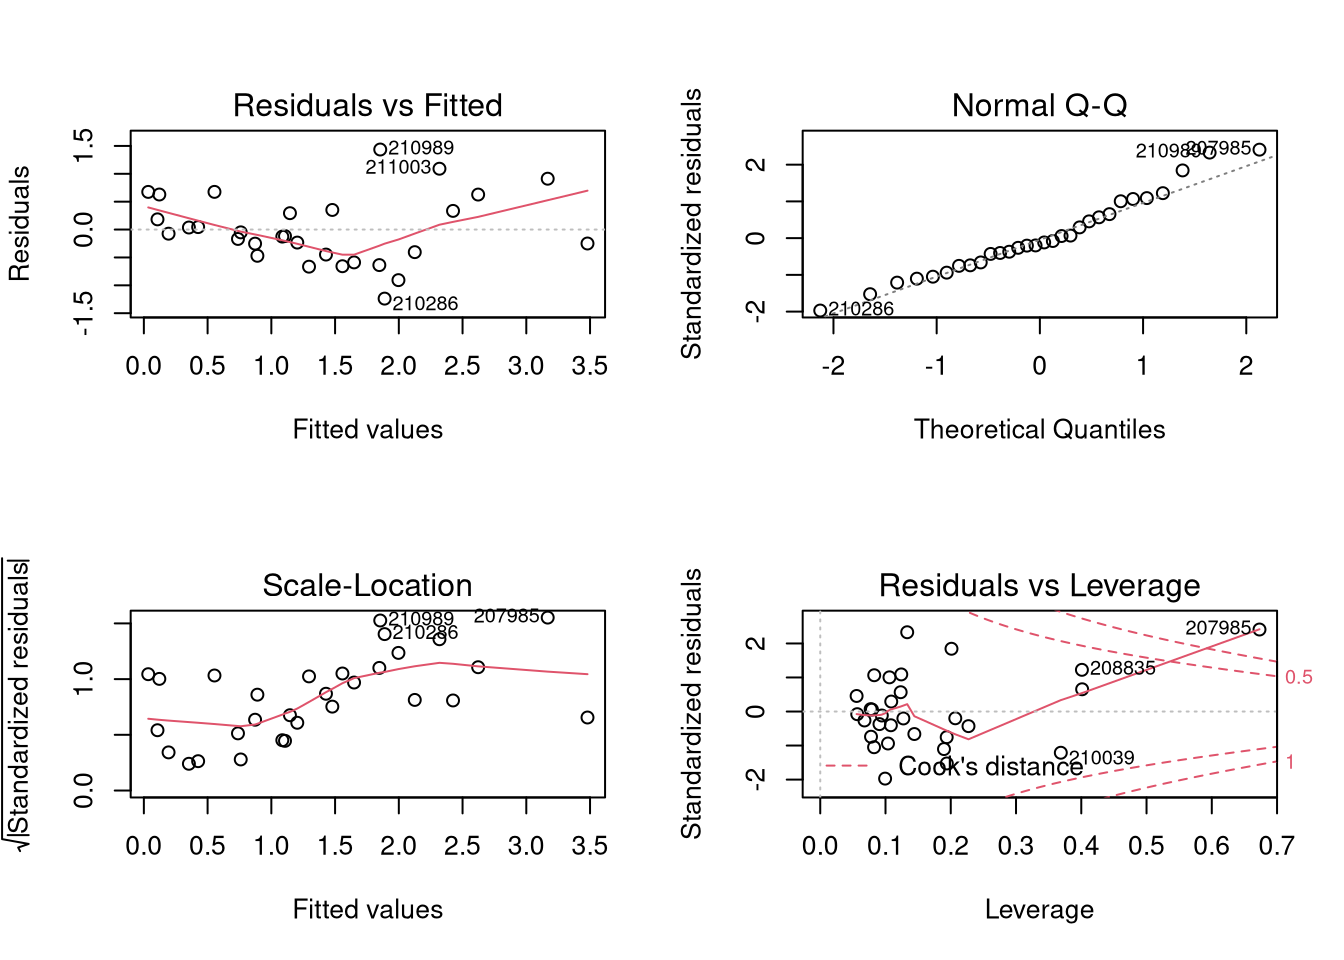 Residuals vs Fitted
Residuals
1.5
0.0
-1.5
210989
211003
210286
0.0 0.5 1.0 1.5 2.0 2.5 3.0 3.5
Fitted values
Normal Q-Q
Standardized residuals
2
1
0
-2
207985
210989
210286
-2 -1 0 1 2
Theoretical Quantiles
Scale-Location
√|Standardized residuals|
1.0
0.0
210989
207985
210286
0.0 0.5 1.0 1.5 2.0 2.5 3.0 3.5
Fitted values
Residuals vs Leverage
Standardized residuals
2
0
-2
207985
208835
210039
Cook's distance
0.5
1
0.0 0.1 0.2 0.3 0.4 0.5 0.6 0.7
Leverage